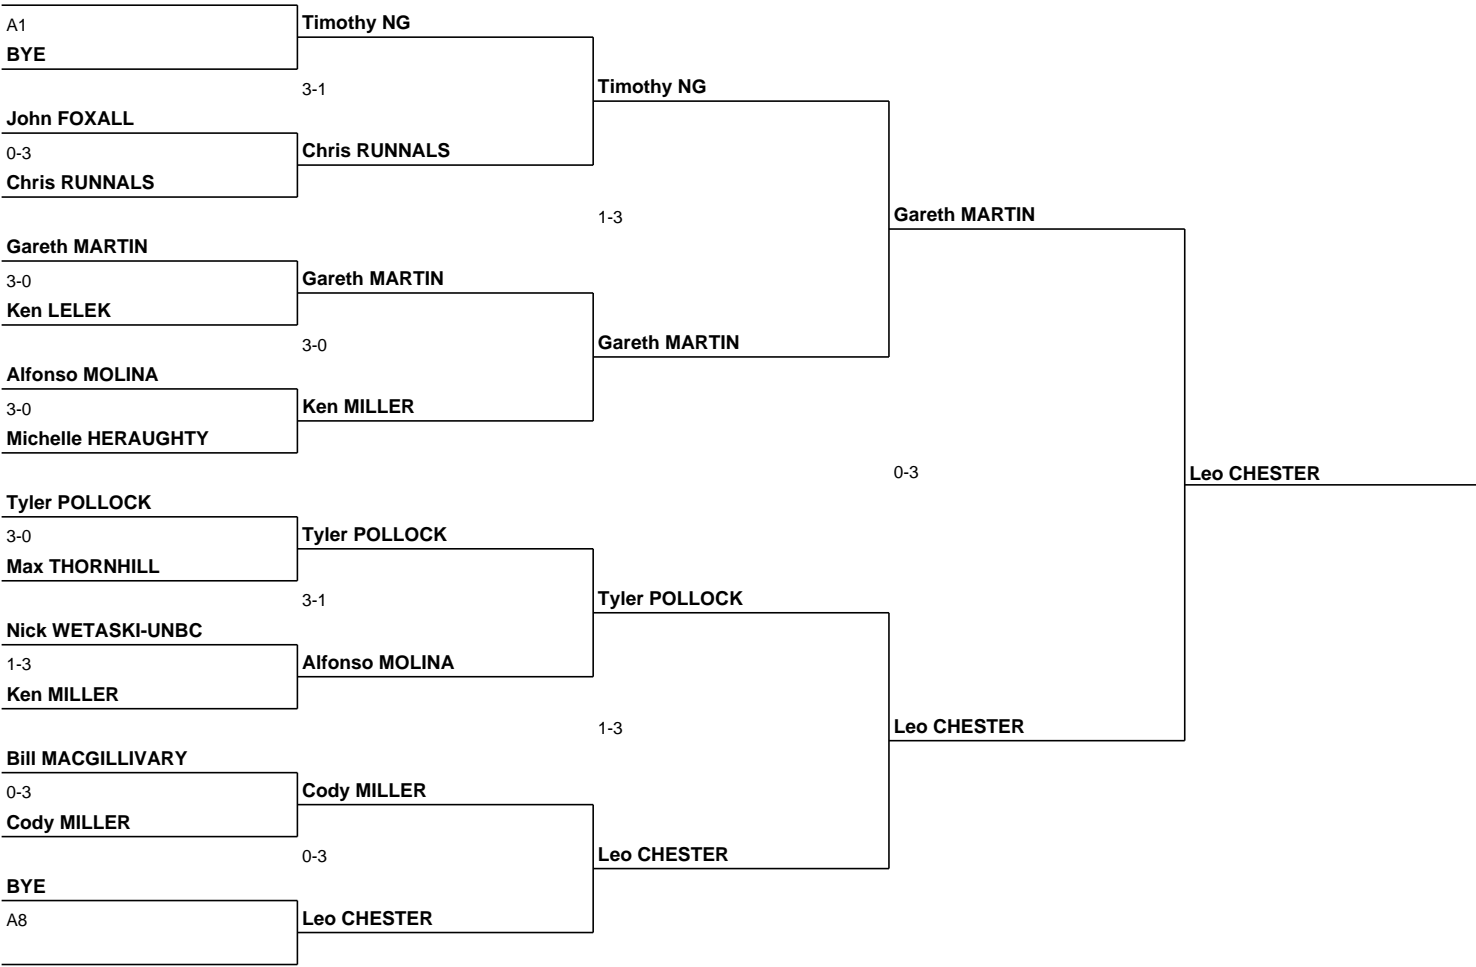 A1
BYE
John FOXALL
0-3
Chris RUNNALS
Gareth MARTIN
3-0
Ken LELEK
Alfonso MOLINA
3-0
Michelle HERAUGHTY
Tyler POLLOCK
3-0
Max THORNHILL
Nick WETASKI-UNBC
1-3
Ken MILLER
Bill MACGILLIVARY
0-3
Cody MILLER
BYE
A8
Timothy NG
3-1
Chris RUNNALS
Gareth MARTIN
3-0
Ken MILLER
Tyler POLLOCK
3-1
Alfonso MOLINA
Cody MILLER
0-3
Leo CHESTER
Timothy NG
1-3
Gareth MARTIN
Tyler POLLOCK
1-3
Leo CHESTER
Gareth MARTIN
0-3
Leo CHESTER
Leo CHESTER